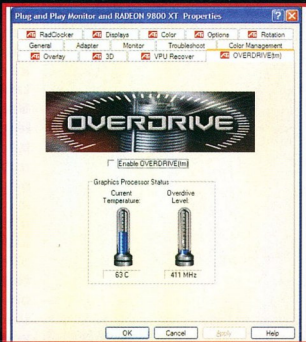 Plug and Play Monitor and RADEON 9800 XT Properties
RadClocker Displays Color Options Rotation
General Adapter Monitor Troubleshoot Color Management
Overlay 3D VPU Recover OVERDRIVE(tm)
OVERDRIVE
Enable OVERDRIVE(tm)
Graphics Processor Status
Current Temperature:
Overdrive Level:
63 C
411 MHz
OK Cancel Apply Help